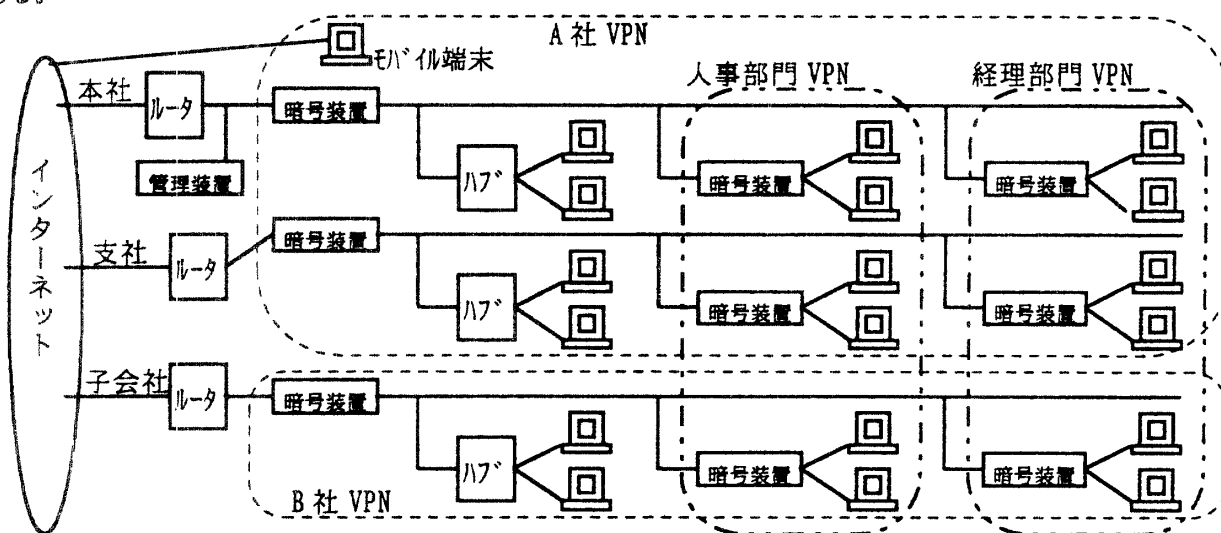 A社 VPN
モバイル端末
人事部門 VPN
経理部門 VPN
本社
ルータ
暗号装置
管理装置
ハブ
暗号装置
暗号装置
インターネット
支社
ルータ
暗号装置
ハブ
暗号装置
暗号装置
子会社
ルータ
暗号装置
ハブ
暗号装置
暗号装置
B社 VPN